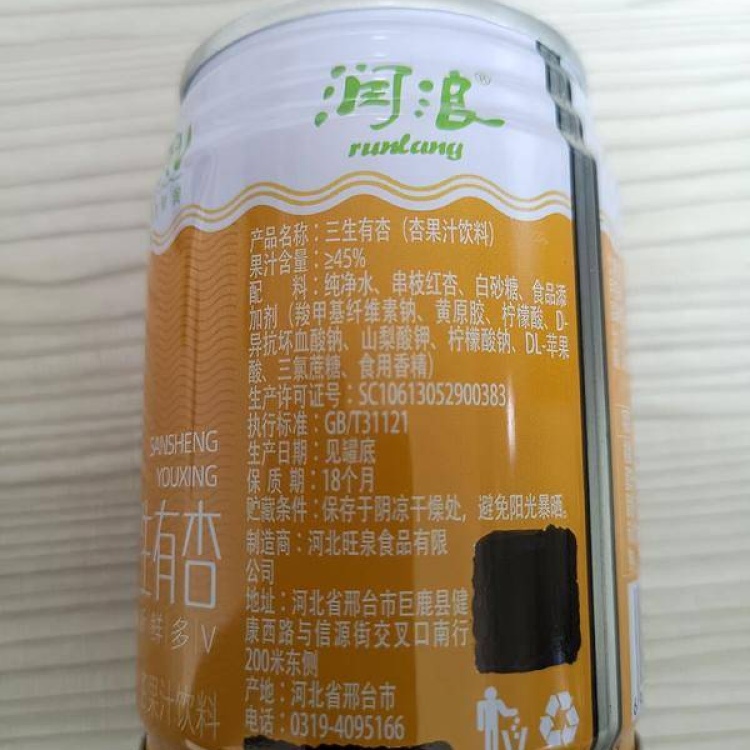 润浪®
runlang
产品名称：三生有杏（杏果汁饮料）
果汁含量：≥45%
配 料：纯净水、串枝红杏、白砂糖、食品添
加剂（羧甲基纤维素钠、黄原胶、柠檬酸、D-
异抗坏血酸钠、山梨酸钾、柠檬酸钠、DL-苹果
酸、三氯蔗糖、食用香精）
生产许可证号：SC10613052900383
执行标准：GB/T31121
生产日期：见罐底
保 质 期：18个月
贮藏条件：保存于阴凉干燥处，避免阳光暴晒。
制造商：河北旺泉食品有限
公司
地址：河北省邢台市巨鹿县健
康西路与信源街交叉口南行
200米东侧
产地：河北省邢台市
电话：0319-4095166
SANSHENG
YOUXING
生有杏
鲜多V
果汁饮料